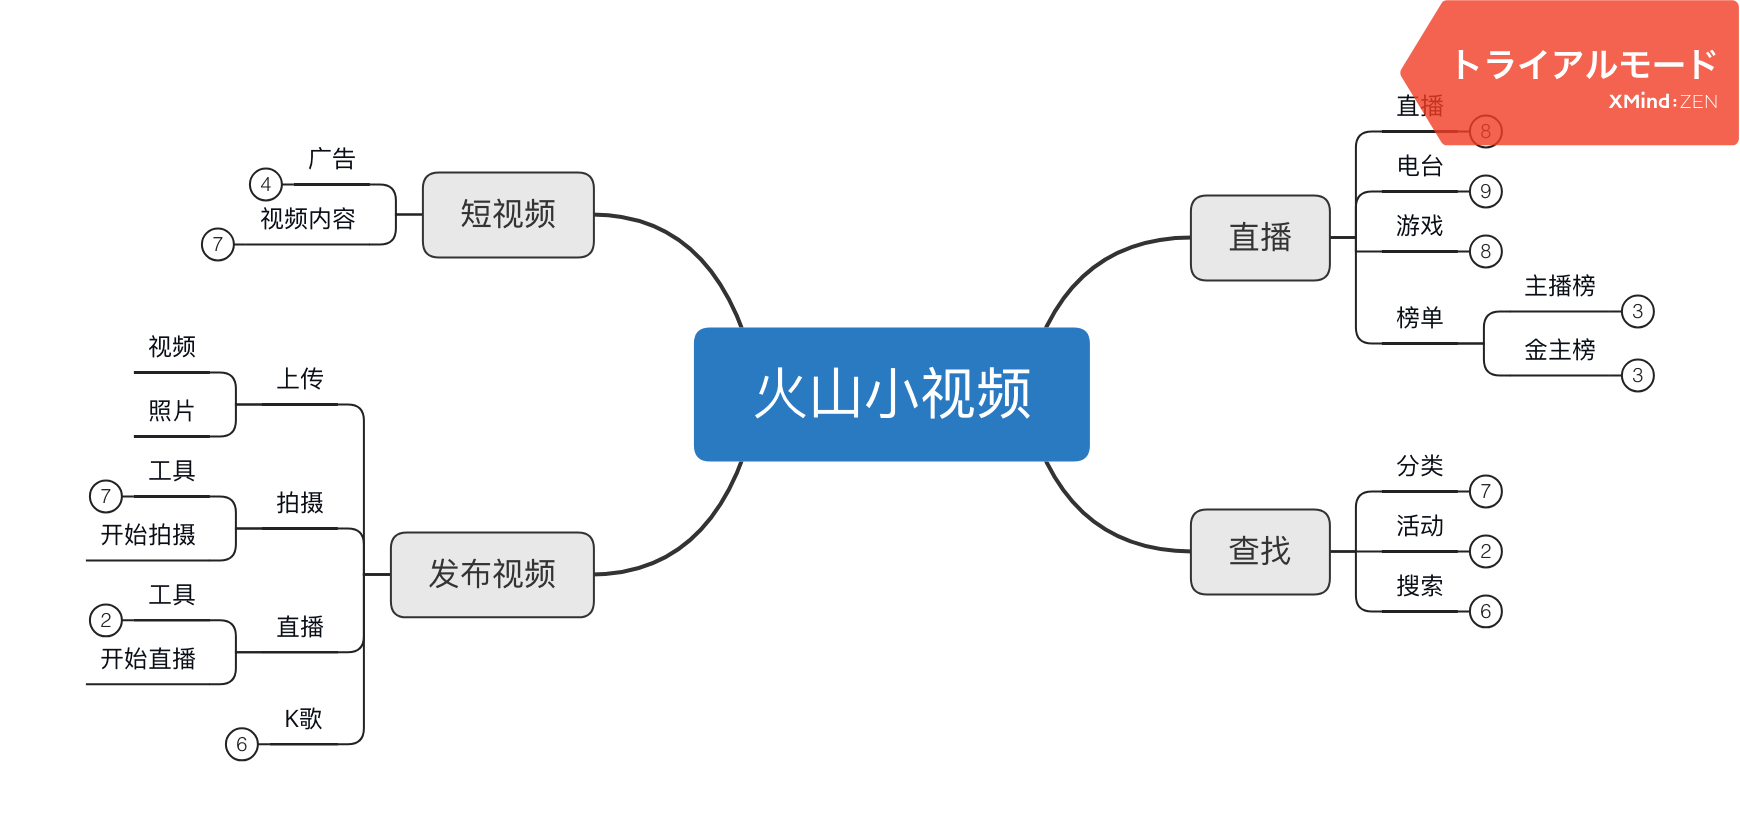 トライアルモード
XMind:ZEN
火山小视频
直播
直播
8
电台
9
游戏
8
榜单
主播榜
3
金主榜
3
查找
分类
7
活动
2
搜索
6
短视频
广告
4
视频内容
7
发布视频
上传
视频
照片
拍摄
工具
7
开始拍摄
直播
工具
2
开始直播
K歌
6